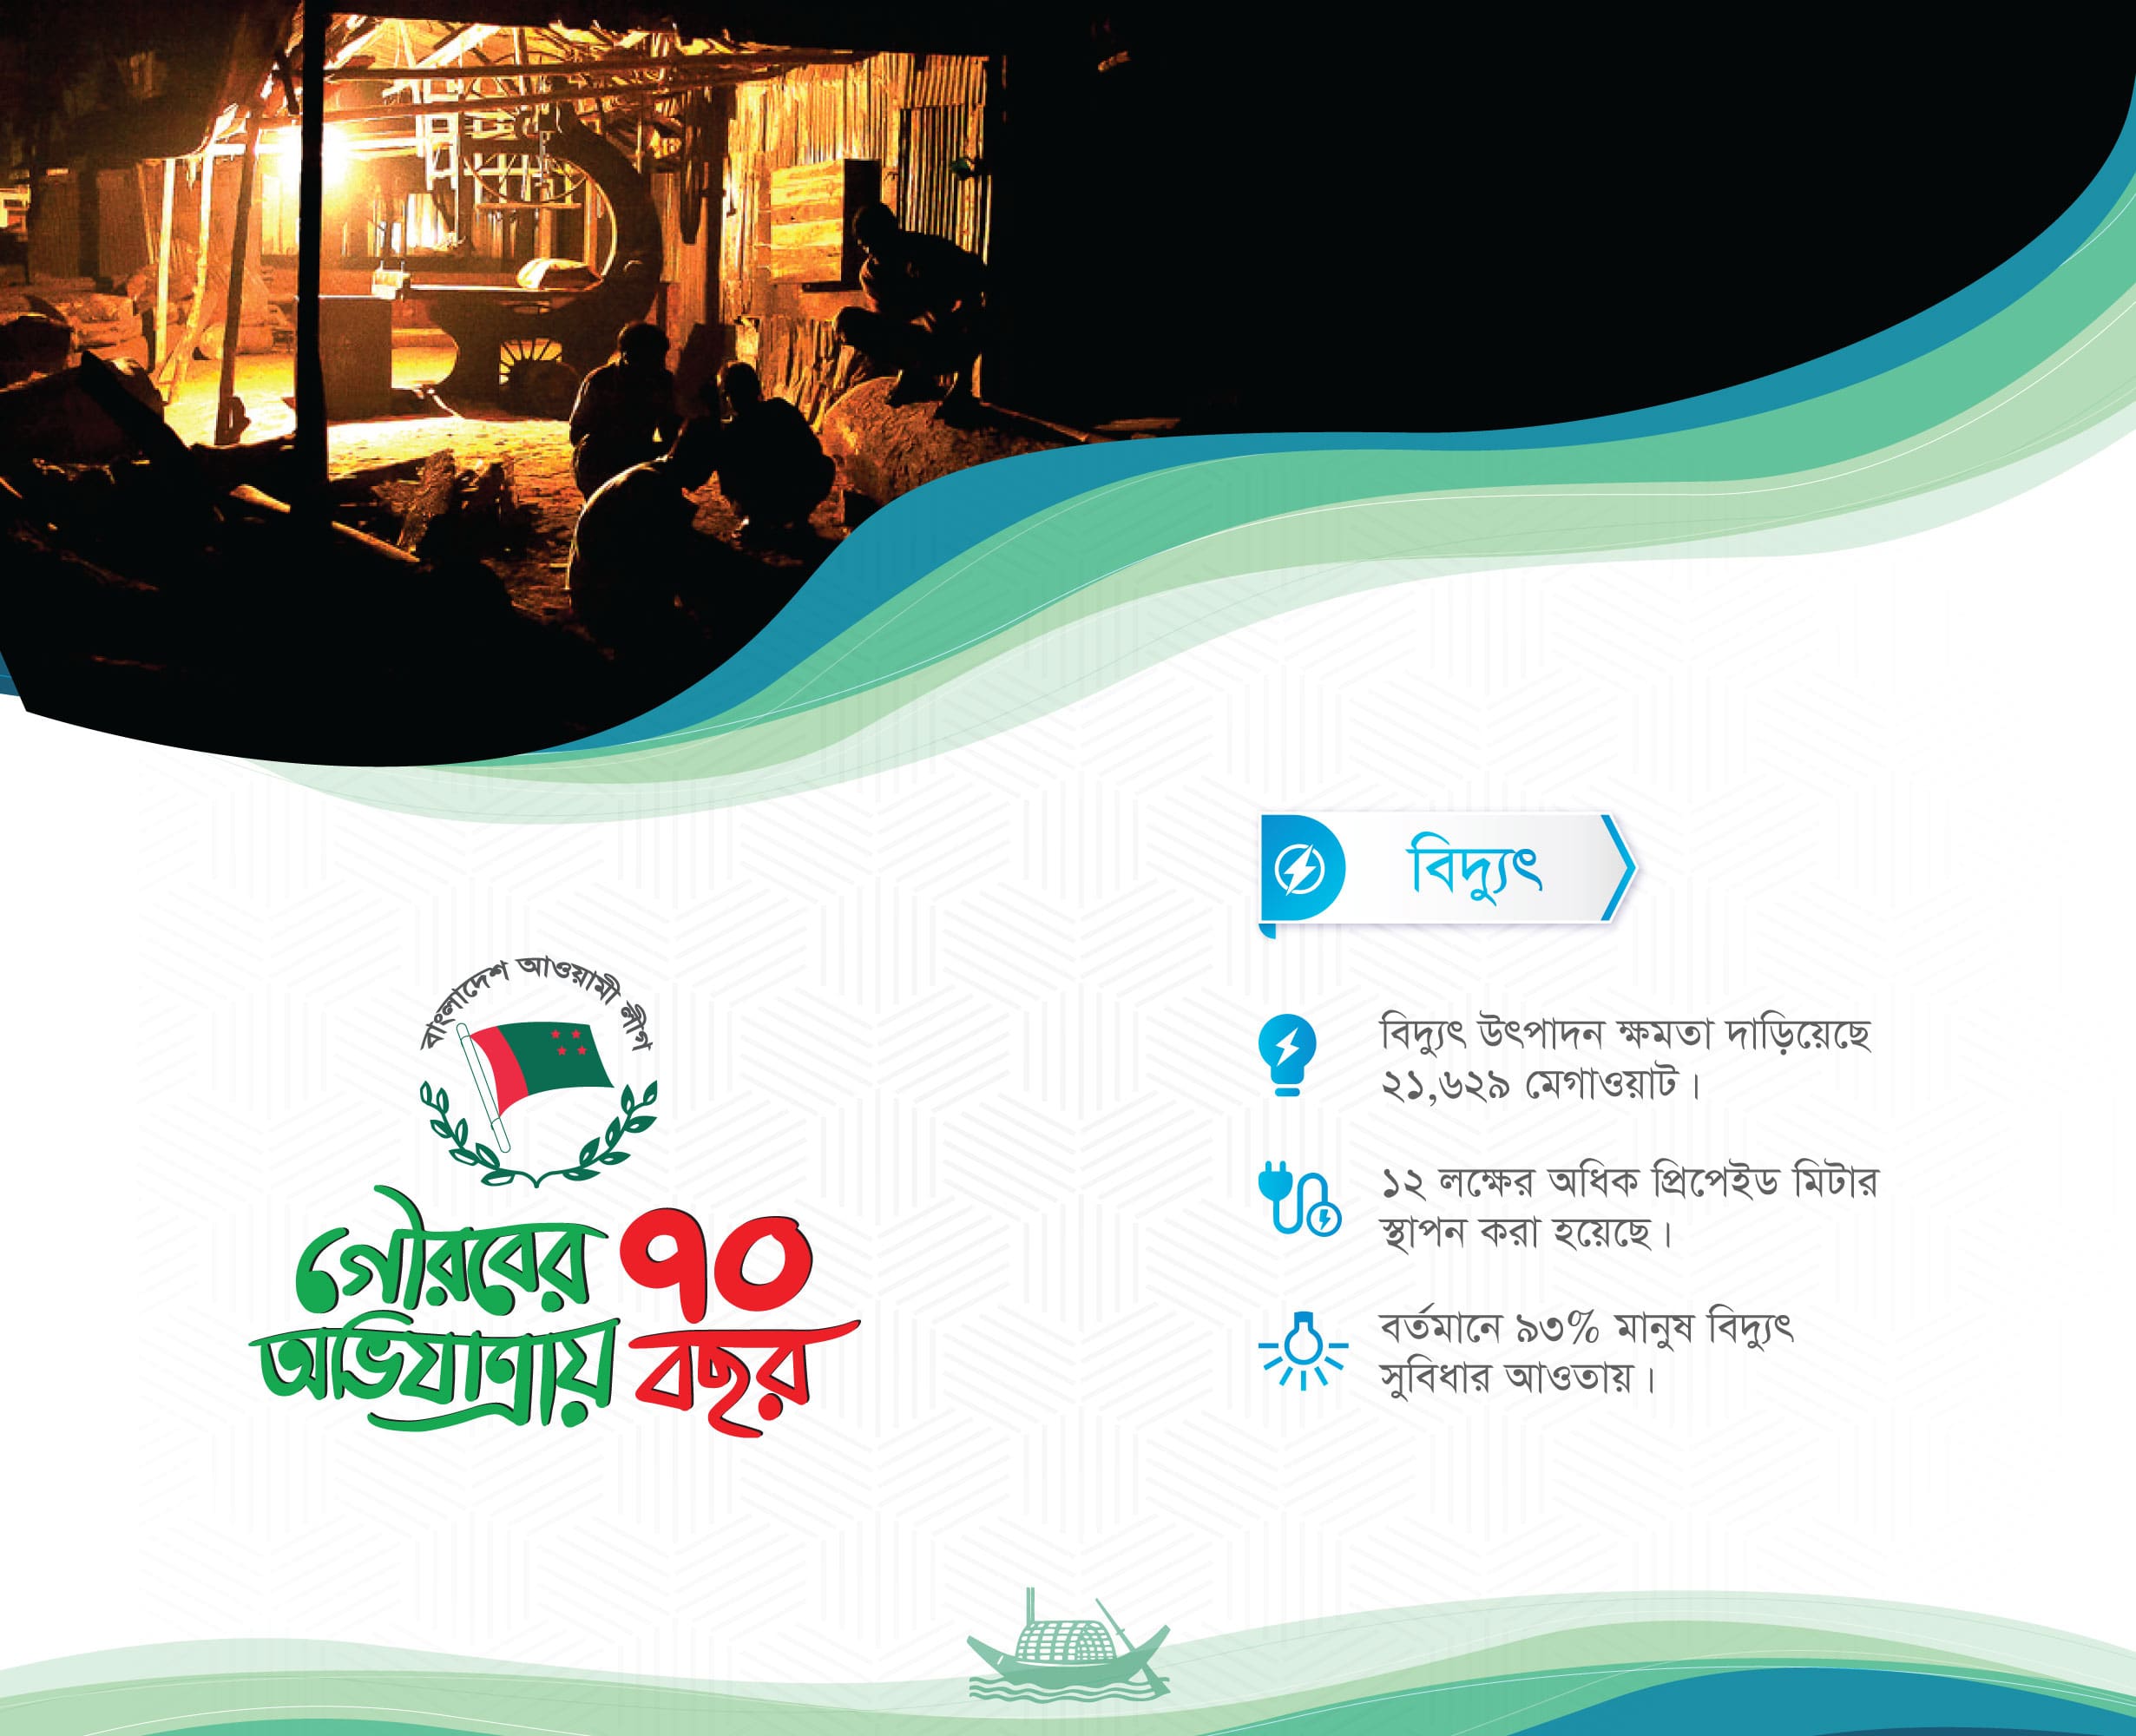 বাংলাদেশ আওয়ামী লীগ
গৌরবের ৭০
অভিযাত্রায় বছর
বিদ্যুৎ
বিদ্যুৎ উৎপাদন ক্ষমতা দাড়িয়েছে
২১,৬২৯ মেগাওয়াট।
১২ লক্ষের অধিক প্রিপেইড মিটার
স্থাপন করা হয়েছে।
বর্তমানে ৯৩% মানুষ বিদ্যুৎ
সুবিধার আওতায়।